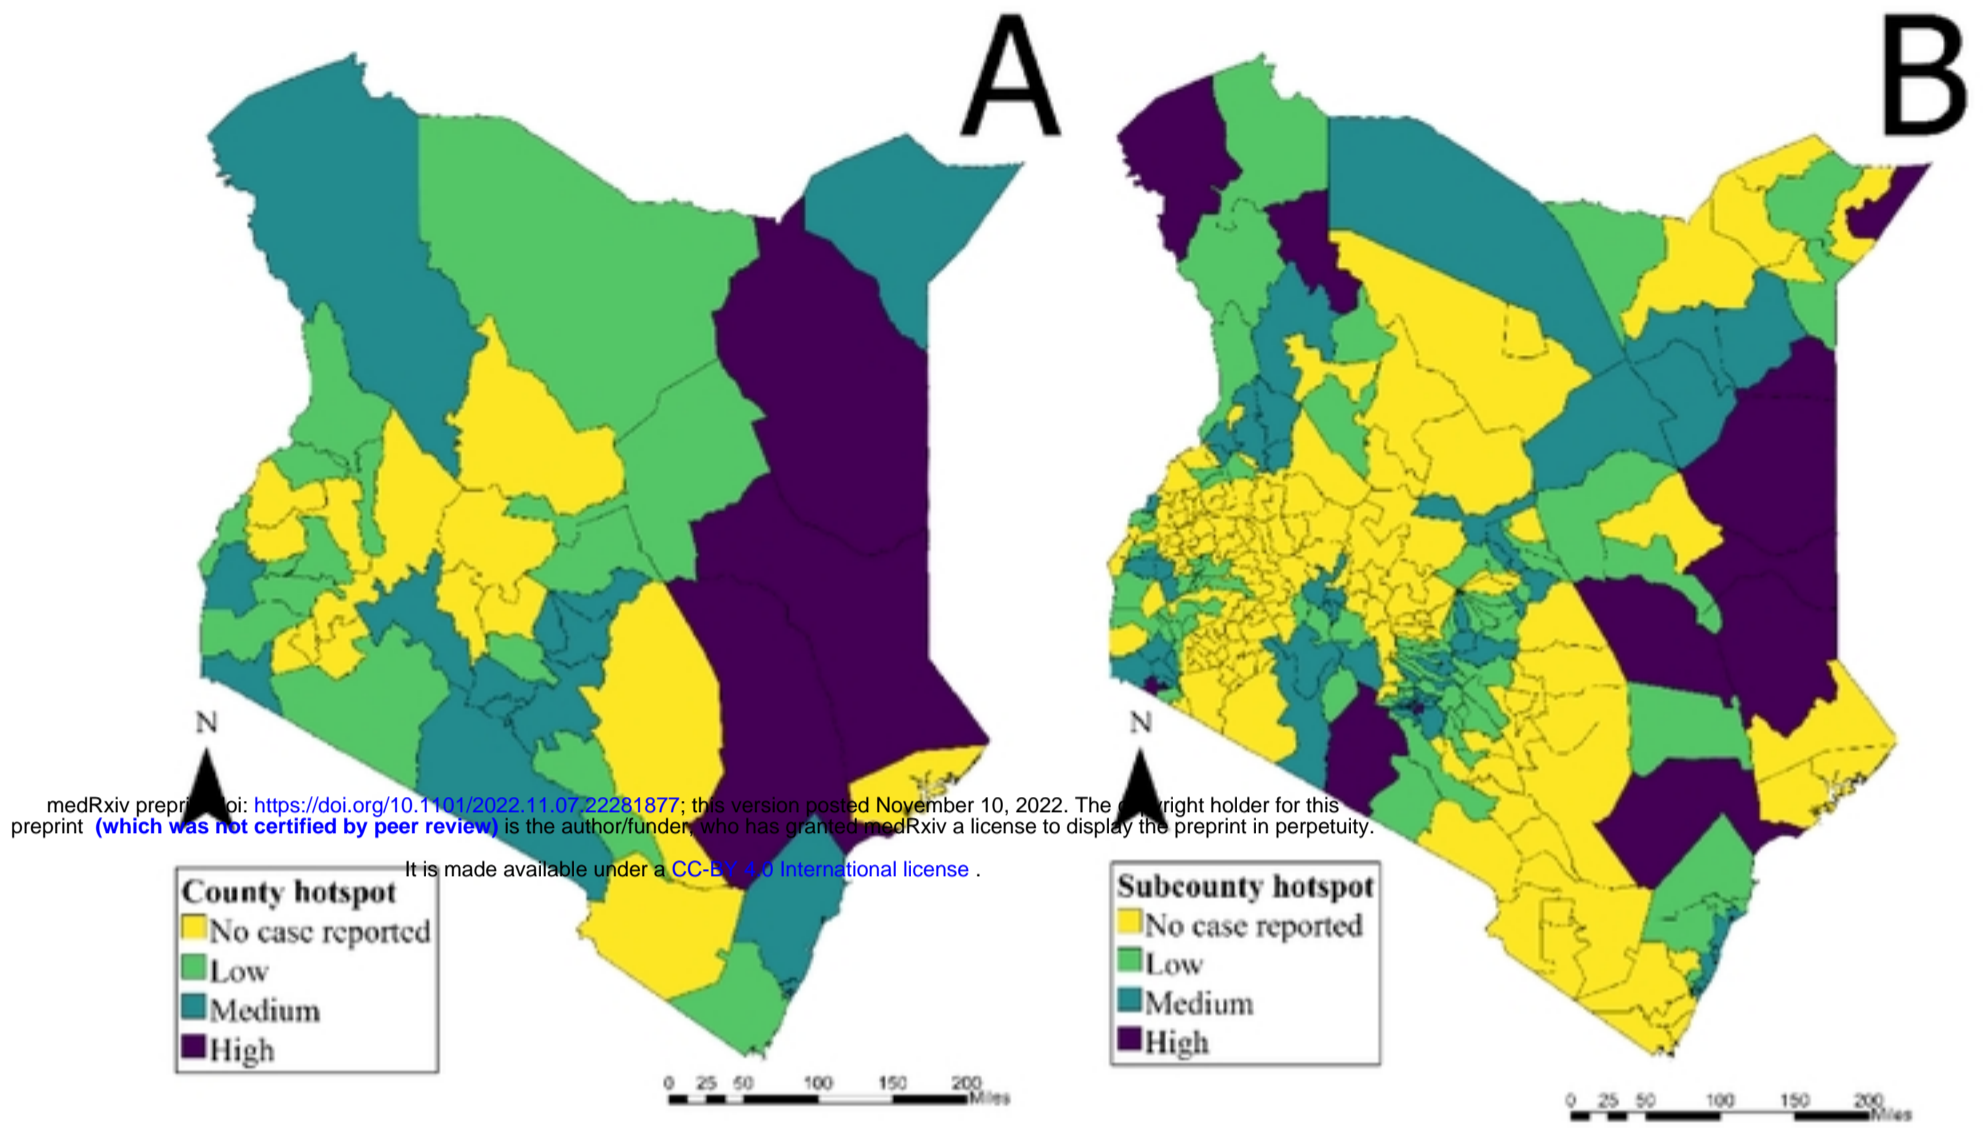 A
B
N
N
medRxiv preprint doi: https://doi.org/10.1101/2022.11.07.22281877; this version posted November 10, 2022. The copyright holder for this
preprint (which was not certified by peer review) is the author/funder, who has granted medRxiv a license to display the preprint in perpetuity.
It is made available under a CC-BY 4.0 International license .
County hotspot
No case reported
Low
Medium
High
0 25 50 100 150 200
Miles
Subcounty hotspot
No case reported
Low
Medium
High
0 25 50 100 150 200
Miles